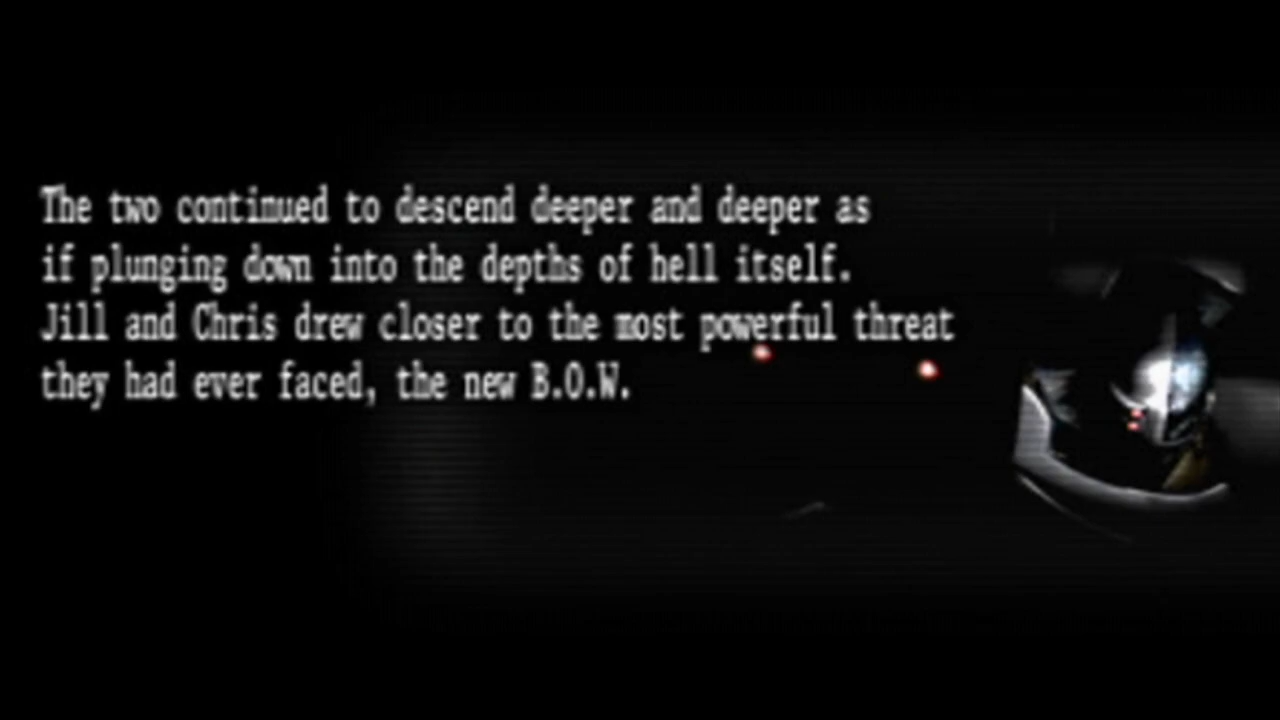 The two continued to descend deeper and deeper as
if plunging down into the depths of hell itself.
Jill and Chris drew closer to the most powerful threat
they had ever faced, the new B.O.W.